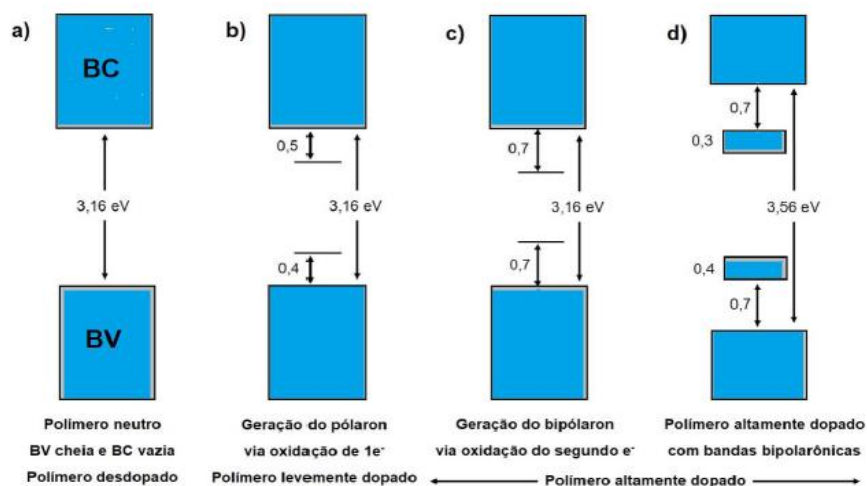 a)
BC
3,16 eV
BV
Polímero neutro
BV cheia e BC vazia
Polímero desdopado
b)
0,5
3,16 eV
0,4
Geração do pólaron
via oxidação de 1e-
Polímero levemente dopado
c)
0,7
3,16 eV
0,7
Geração do bipólaron
via oxidação do segundo e-
d)
0,7
0,3
3,56 eV
0,4
0,7
Polímero altamente dopado
com bandas bipolarônicas
Polímero altamente dopado